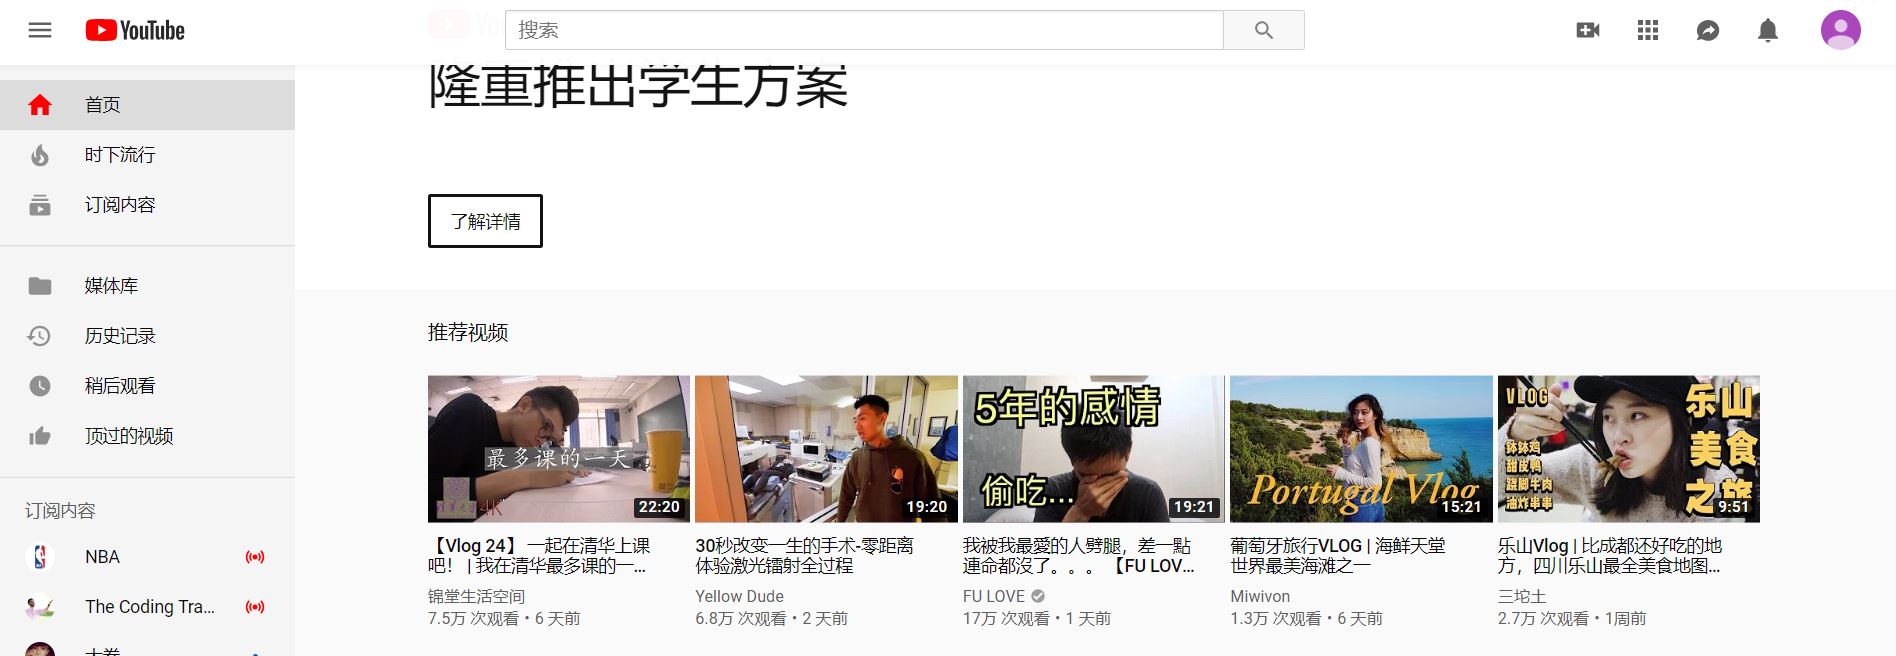 YouTube
搜索
首页
时下流行
订阅内容
媒体库
历史记录
稍后观看
顶过的视频
订阅内容
NBA
The Coding Tra...
隆重推出学生方案
了解详情
推荐视频
最多课的一天
4K
22:20
【Vlog 24】 一起在清华上课
吧！ | 我在清华最多课的一...
锦堂生活空间
7.5万 次观看 • 6 天前
19:20
30秒改变一生的手术-零距离
体验激光镭射全过程
Yellow Dude
6.8万 次观看 • 2 天前
5年的感情
偷吃...
19:21
我被我最愛的人劈腿，差一點
連命都沒了。。。 【FU LOV...
FU LOVE
17万 次观看 • 1 天前
Portugal Vlog
15:21
葡萄牙旅行VLOG | 海鲜天堂
世界最美海滩之一
Miwivon
1.3万 次观看 • 6 天前
VLOG
乐山
美食
之旅
钵钵鸡
甜皮鸭
跷脚牛肉
油炸串串
9:51
乐山Vlog | 比成都还好吃的地
方，四川乐山最全美食地图...
三坨土
2.7万 次观看 • 1周前